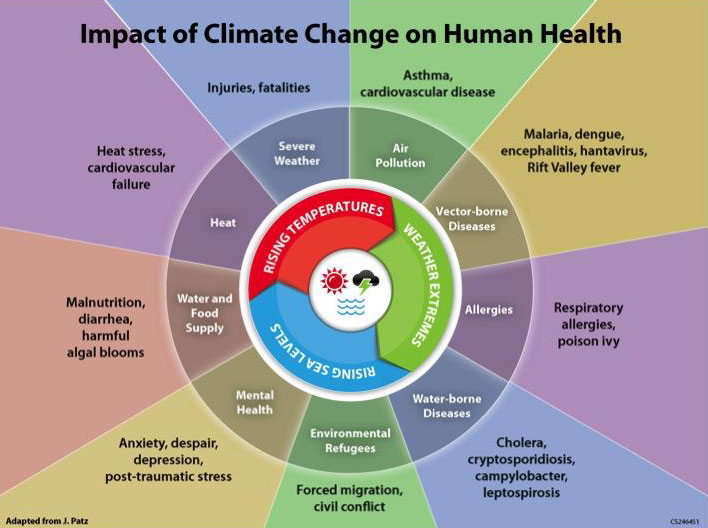 Impact of Climate Change on Human Health
Injuries, fatalities
Asthma,
cardiovascular disease
Malaria, dengue,
encephalitis, hantavirus,
Rift Valley fever
Respiratory
allergies,
poison ivy
Cholera,
cryptosporidiosis,
campylobacter,
leptospirosis
Forced migration,
civil conflict
Anxiety, despair,
depression,
post-traumatic stress
Malnutrition,
diarrhea,
harmful
algal blooms
Heat stress,
cardiovascular
failure
Severe
Weather
Air
Pollution
Vector-borne
Diseases
Allergies
Water-borne
Diseases
Environmental
Refugees
Mental
Health
Water and
Food
Supply
Heat
RISING TEMPERATURES
WEATHER EXTREMES
RISING SEA LEVELS
Adapted from J. Patz
CS246451